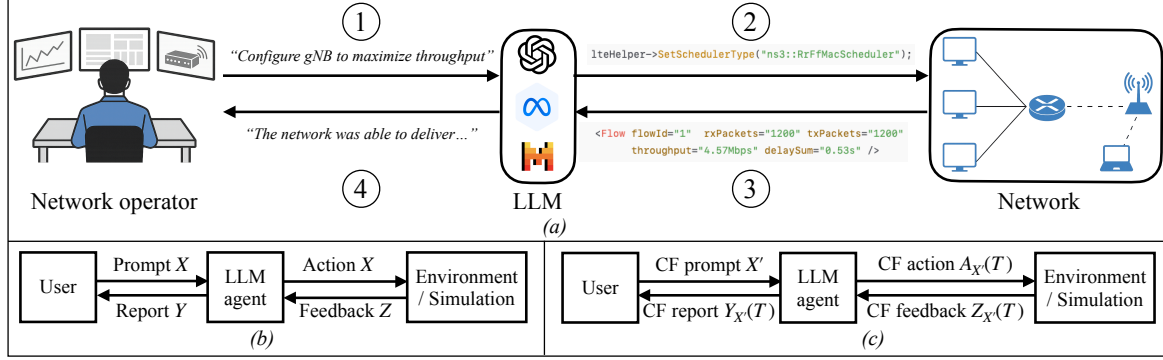 ① ②
“Configure gNB to maximize throughput”
lteHelper->SetSchedulerType("ns3::RrFfMacScheduler");
“The network was able to deliver…”
<Flow flowId="1" rxPackets="1200" txPackets="1200"
throughput="4.57Mbps" delaySum="0.53s" />
④ ③
Network operator LLM Network
(a)
User
Prompt X
Report Y
LLM
agent
Action X
Feedback Z
Environment
/ Simulation
(b)
User
CF prompt X′
CF report Y_X′(T)
LLM
agent
CF action A_X′(T)
CF feedback Z_X′(T)
Environment
/ Simulation
(c)